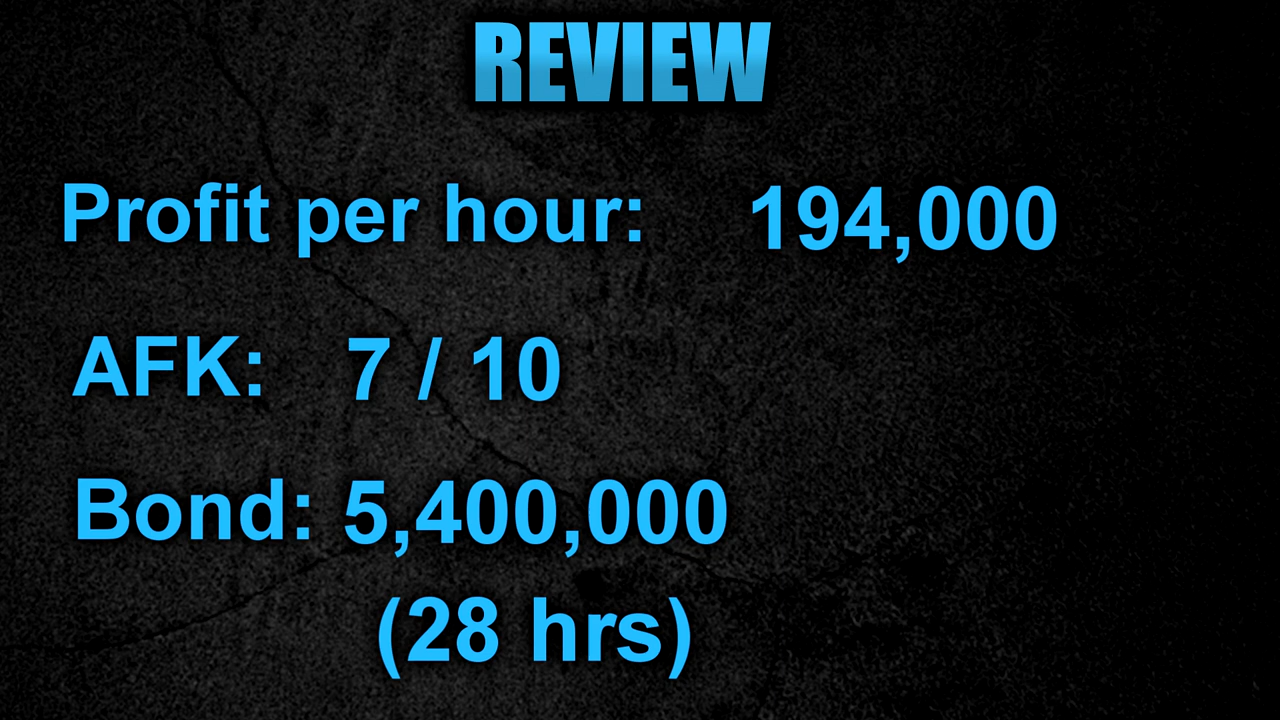 REVIEW
Profit per hour: 194,000
AFK: 7 / 10
Bond: 5,400,000
(28 hrs)